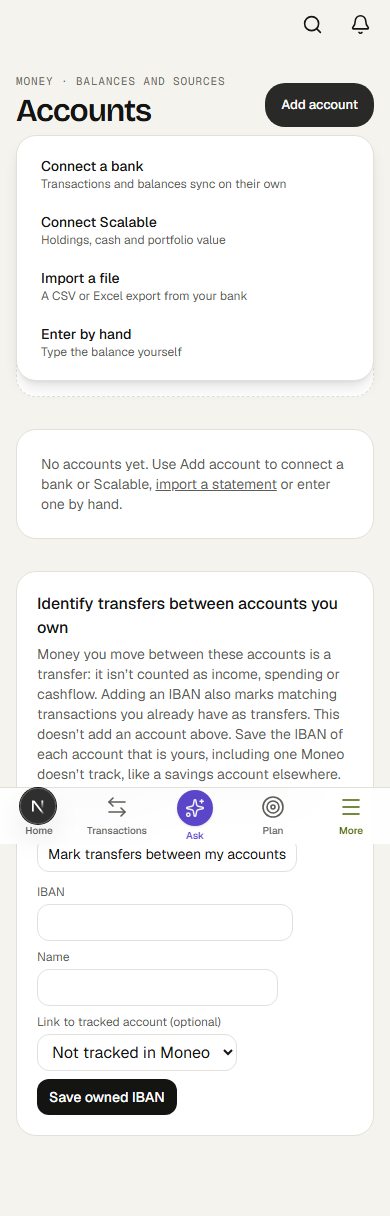 MONEY · BALANCES AND SOURCES
Accounts
Add account
Connect a bank
Transactions and balances sync on their own
Connect Scalable
Holdings, cash and portfolio value
Import a file
A CSV or Excel export from your bank
Enter by hand
Type the balance yourself
No accounts yet. Use Add account to connect a
bank or Scalable, import a statement or enter
one by hand.
Identify transfers between accounts you
own
Money you move between these accounts is a
transfer: it isn't counted as income, spending or
cashflow. Adding an IBAN also marks matching
transactions you already have as transfers. This
doesn't add an account above. Save the IBAN of
each account that is yours, including one Moneo
doesn't track, like a savings account elsewhere.
N
Home
Transactions
Ask
Plan
More
Mark transfers between my accounts
IBAN
Name
Link to tracked account (optional)
Not tracked in Moneo
Save owned IBAN